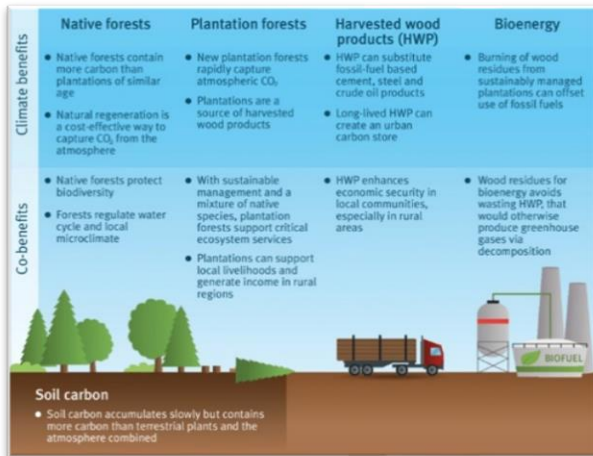 Native forests
Plantation forests
Harvested wood
products (HWP)
Bioenergy
Climate benefits
Native forests contain
more carbon than
plantations of similar
age
Natural regeneration is
a cost-effective way to
capture CO₂ from the
atmosphere
New plantation forests
rapidly capture
atmospheric CO₂
Plantations are a
source of harvested
wood products
HWP can substitute
fossil-fuel based
cement, steel and
crude oil products
Long-lived HWP can
create an urban
carbon store
Burning of wood
residues from
sustainably managed
plantations can offset
use of fossil fuels
Co-benefits
Native forests protect
biodiversity
Forests regulate water
cycle and local
microclimate
With sustainable
management and a
mixture of native
species, plantation
forests support critical
ecosystem services
Plantations can support
local livelihoods and
generate income in rural
regions
HWP enhances
economic security in
local communities,
especially in rural
areas
Wood residues for
bioenergy avoids
wasting HWP, that
would otherwise
produce greenhouse
gases via
decomposition
BIOFUEL
Soil carbon
Soil carbon accumulates slowly but contains
more carbon than terrestrial plants and the
atmosphere combined